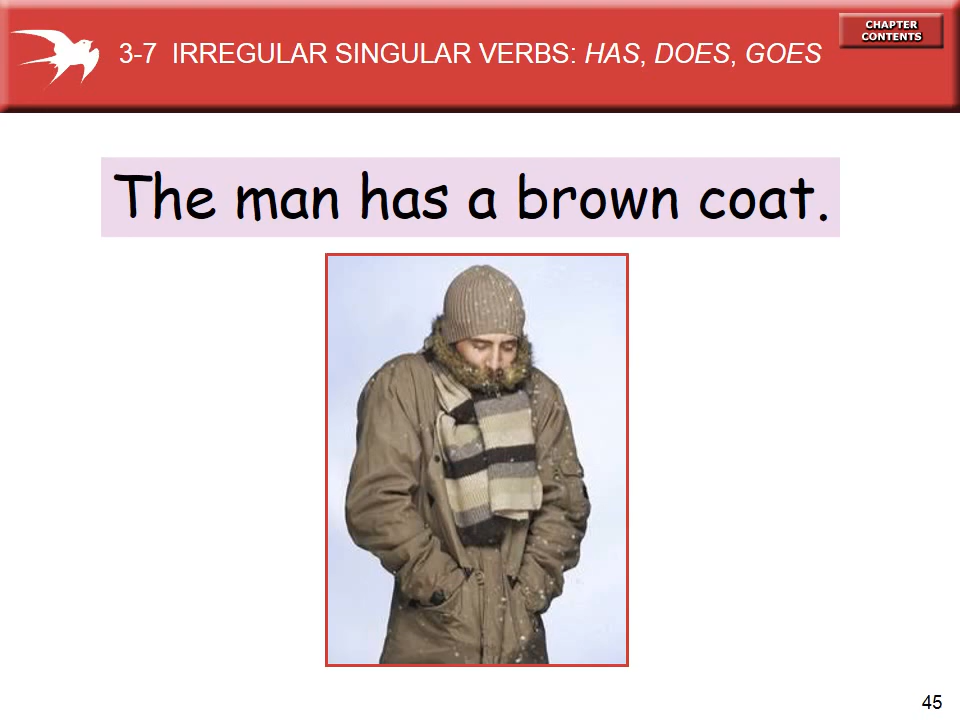 3-7 IRREGULAR SINGULAR VERBS: HAS, DOES, GOES
CHAPTER
CONTENTS
The man has a brown coat.
45